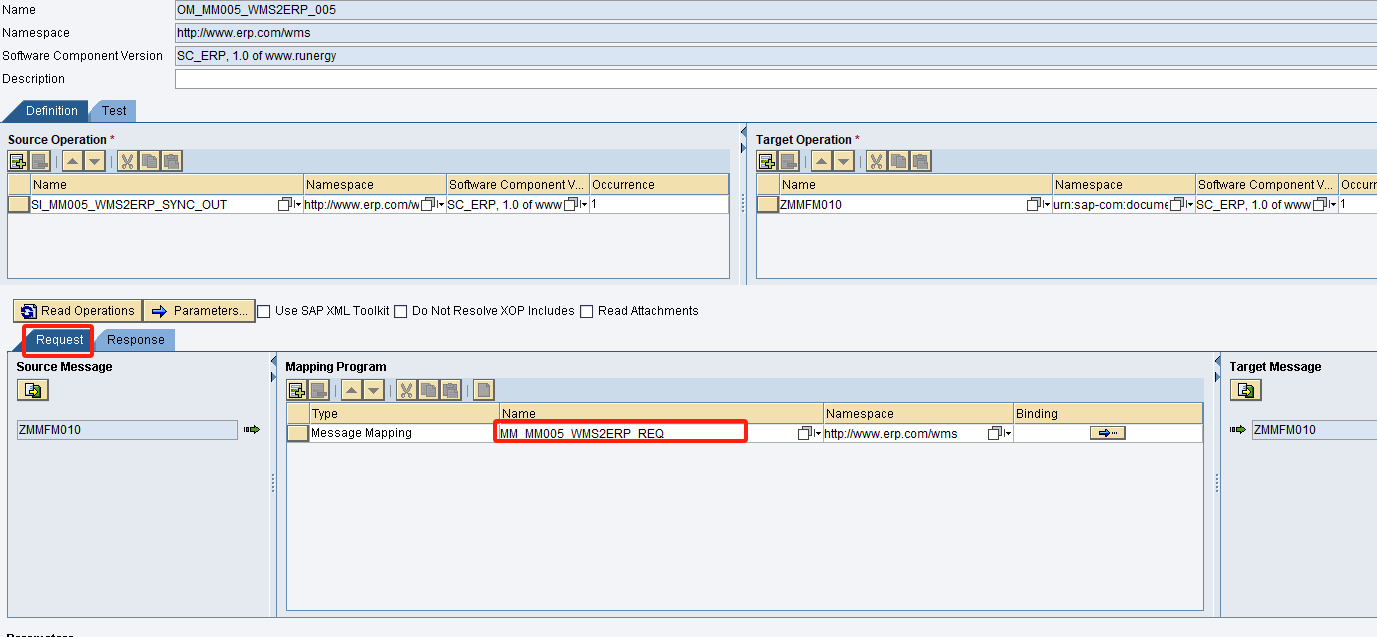 Name OM_MM005_WMS2ERP_005
Namespace http://www.erp.com/wms
Software Component Version SC_ERP, 1.0 of www.runergy
Description
Definition Test
Source Operation * Target Operation *
Name Namespace Software Component V... Occurrence Name Namespace Software Component V... Occurr
SI_MM005_WMS2ERP_SYNC_OUT http://www.erp.com/w SC_ERP, 1.0 of www 1 ZMMFM010 urn:sap-com:docume SC_ERP, 1.0 of www 1
Read Operations Parameters... Use SAP XML Toolkit Do Not Resolve XOP Includes Read Attachments
Request Response
Source Message Mapping Program Target Message
Type Name Namespace Binding
ZMMFM010 Message Mapping MM_MM005_WMS2ERP_REQ http://www.erp.com/wms ZMMFM010
Parameters